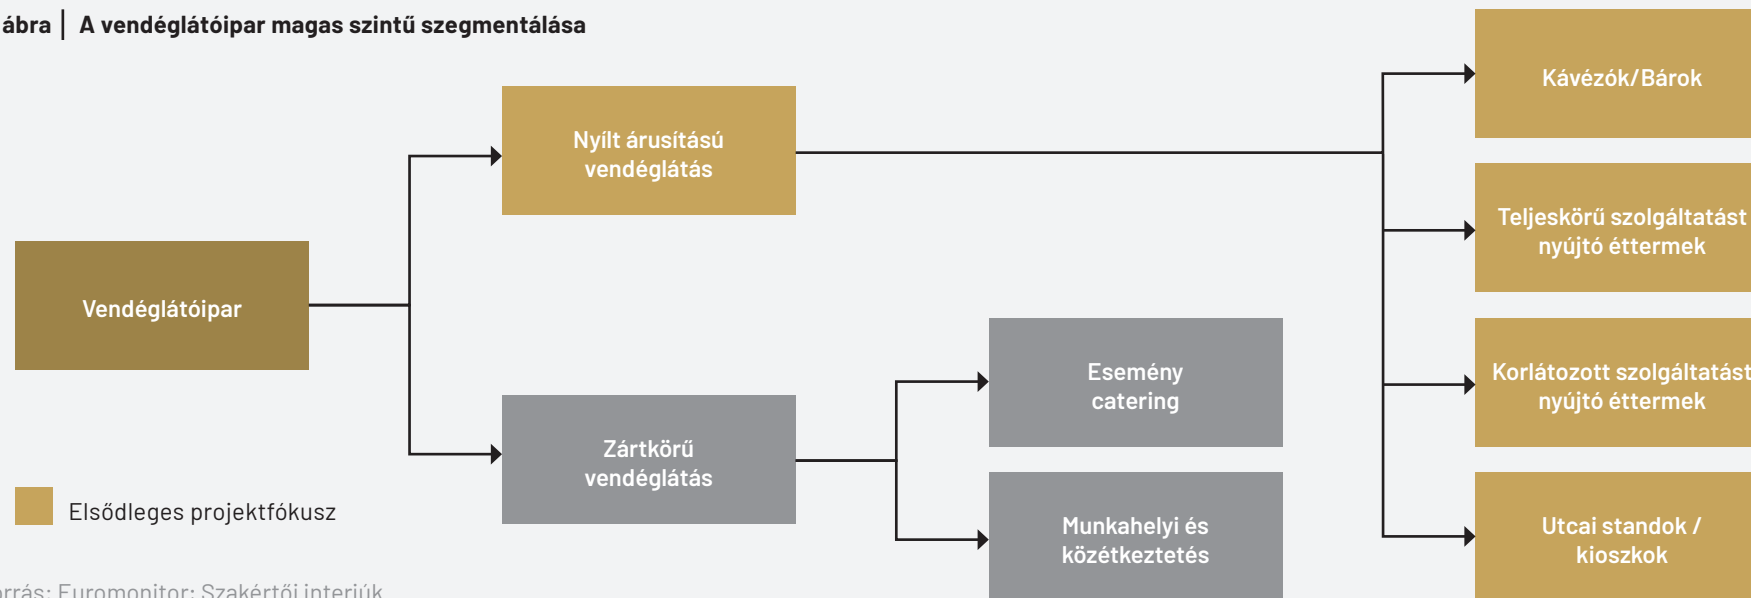 ábra | A vendéglátóipar magas szintű szegmentálása
Kávézók/Bárok
Nyílt árusítású
vendéglátás
Teljeskörű szolgáltatást
nyújtó éttermek
Vendéglátóipar
Esemény
catering
Korlátozott szolgáltatást
nyújtó éttermek
Zártkörű
vendéglátás
Elsődleges projektfókusz
Munkahelyi és
közétkeztetés
Utcai standok /
kioszkok
orrás: Euromonitor; Szakértői interjúk